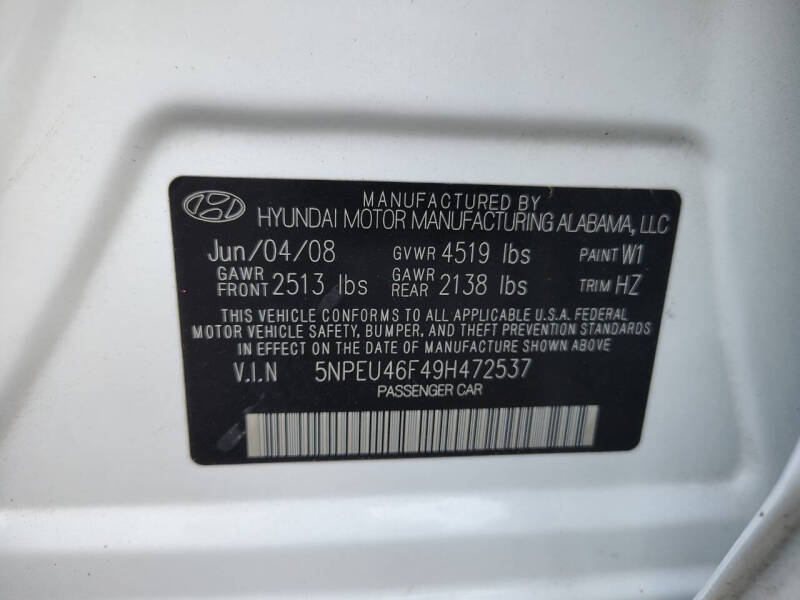 MANUFACTURED BY
HYUNDAI MOTOR MANUFACTURING ALABAMA, LLC
Jun/04/08 GVWR 4519 lbs PAINT W1
GAWR FRONT 2513 lbs GAWR REAR 2138 lbs TRIM HZ
THIS VEHICLE CONFORMS TO ALL APPLICABLE U.S.A. FEDERAL
MOTOR VEHICLE SAFETY, BUMPER, AND THEFT PREVENTION STANDARDS
IN EFFECT ON THE DATE OF MANUFACTURE SHOWN ABOVE
V.I.N 5NPEU46F49H472537
PASSENGER CAR